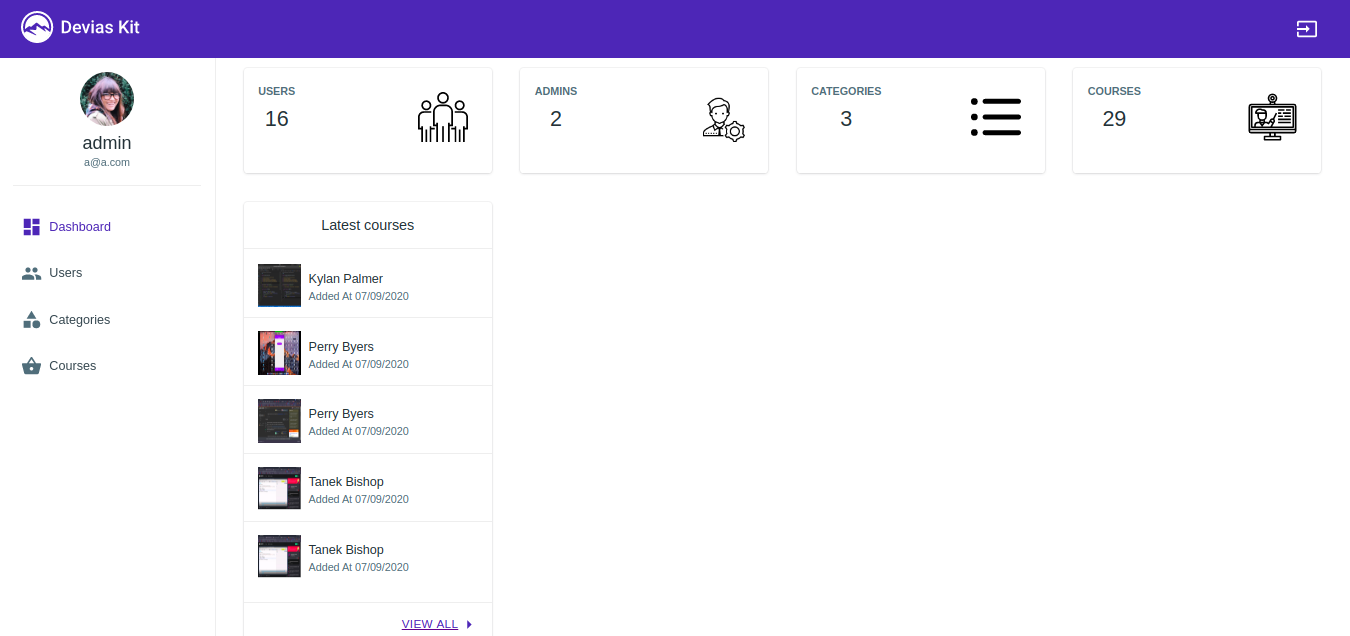 Devias Kit
admin
a@a.com
Dashboard
Users
Categories
Courses
USERS
16
ADMINS
2
CATEGORIES
3
COURSES
29
Latest courses
Kylan Palmer
Added At 07/09/2020
Perry Byers
Added At 07/09/2020
Perry Byers
Added At 07/09/2020
Tanek Bishop
Added At 07/09/2020
Tanek Bishop
Added At 07/09/2020
VIEW ALL